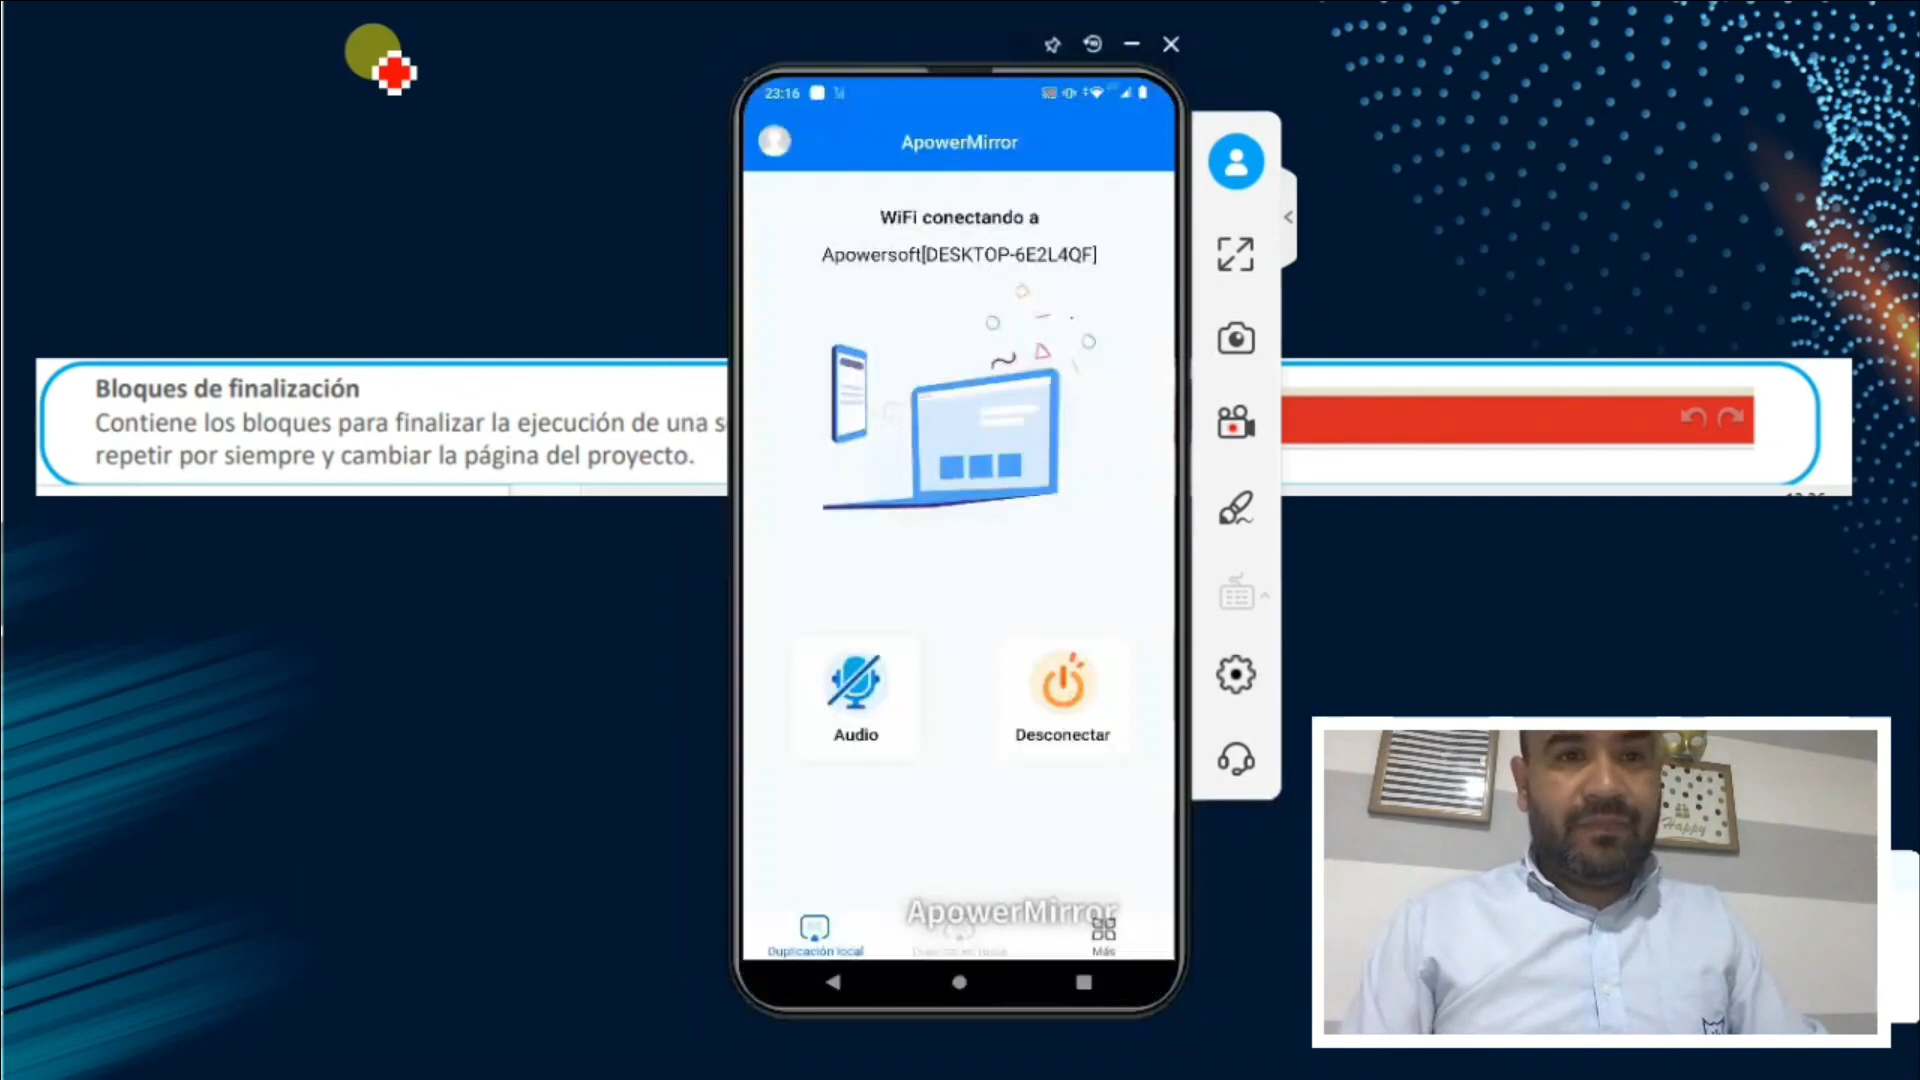 23:16
ApowerMirror
WiFi conectando a
Apowersoft[DESKTOP-6E2L4QF]
Bloques de finalización
Contiene los bloques para finalizar la ejecución de una
repetir por siempre y cambiar la página del proyecto.
Audio
Desconectar
ApowerMirror
Duplicación local
Más
Happy